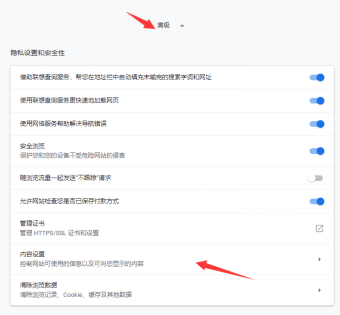 高级
隐私设置和安全性
借助联想查询服务，帮您在地址栏中自动填充未输完的搜索字词和网址
使用联想查询服务更快速地加载网页
使用网络服务帮助解决导航错误
安全浏览
保护您和您的设备不受危险网站的侵害
随浏览流量一起发送“不跟踪”请求
允许网站检查您是否已保存付款方式
管理证书
管理 HTTPS/SSL 证书和设置
内容设置
控制网站可使用的信息以及可向您显示的内容
清除浏览数据
清除浏览记录、Cookie、缓存及其他数据